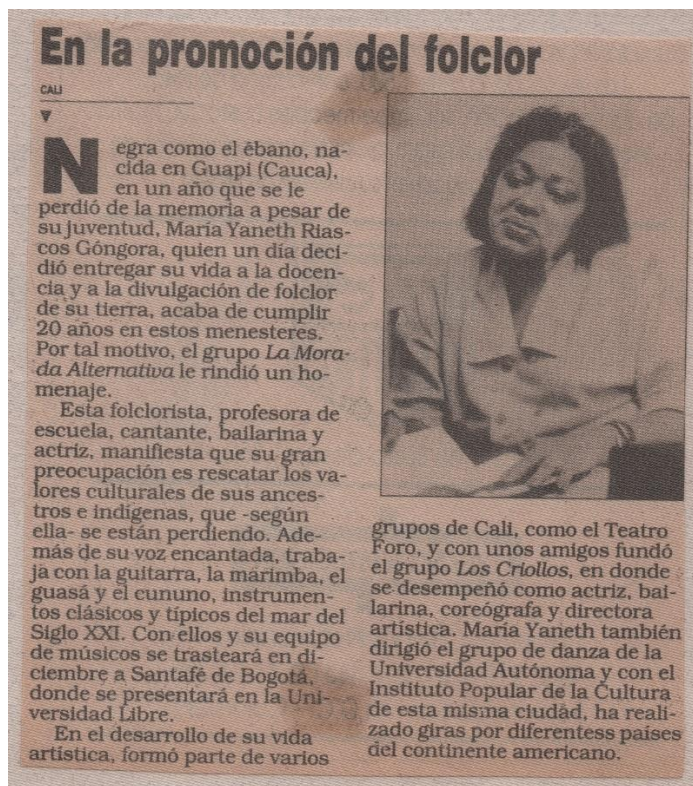 En la promoción del folclor
CALI
Negra como el ébano, na-
cida en Guapi (Cauca),
en un año que se le
perdió de la memoria a pesar de
su juventud, María Yaneth Rias-
cos Góngora, quien un día deci-
dió entregar su vida a la docen-
cia y a la divulgación de folclor
de su tierra, acaba de cumplir
20 años en estos menesteres.
Por tal motivo, el grupo La Mora-
da Alternativa le rindió un ho-
menaje.
Esta folclorista, profesora de
escuela, cantante, bailarina y
actríz, manifiesta que su gran
preocupación es rescatar los va-
lores culturales de sus ances-
tros e indígenas, que -según
ella- se están perdiendo. Ade-
más de su voz encantada, traba-
ja con la guitarra, la marimba, el
guasá y el cununo, instrumen-
tos clásicos y típicos del mar del
Siglo XXI. Con ellos y su equipo
de músicos se trasteará en di-
ciembre a Santafé de Bogotá,
donde se presentará en la Uni-
versidad Libre.
En el desarrollo de su vida
artística, formó parte de varios
grupos de Cali, como el Teatro
Foro, y con unos amigos fundó
el grupo Los Criollos, en donde
se desempeñó como actriz, bai-
larina, coreógrafa y directora
artística. María Yaneth también
dirigió el grupo de danza de la
Universidad Autónoma y con el
Instituto Popular de la Cultura
de esta misma ciudad, ha reali-
zado giras por diferentess países
del continente americano.